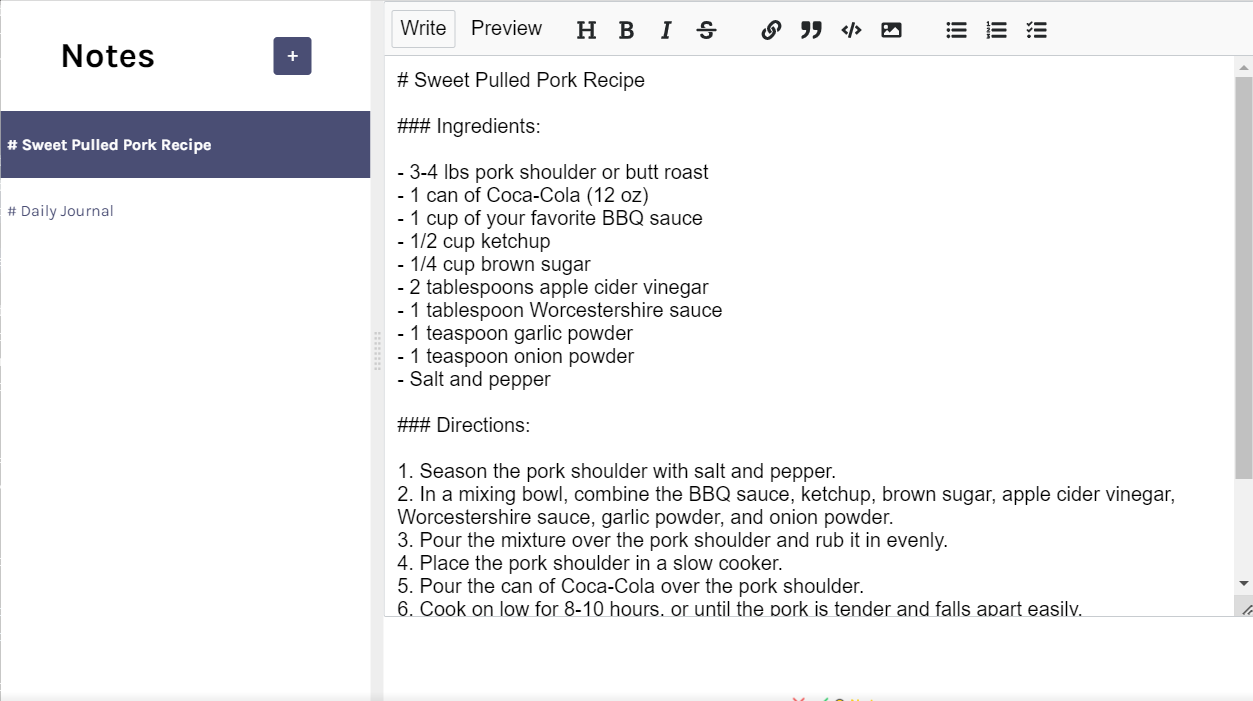 Notes
+
# Sweet Pulled Pork Recipe
# Daily Journal
Write Preview H B I S
# Sweet Pulled Pork Recipe
### Ingredients:
- 3-4 lbs pork shoulder or butt roast
- 1 can of Coca-Cola (12 oz)
- 1 cup of your favorite BBQ sauce
- 1/2 cup ketchup
- 1/4 cup brown sugar
- 2 tablespoons apple cider vinegar
- 1 tablespoon Worcestershire sauce
- 1 teaspoon garlic powder
- 1 teaspoon onion powder
- Salt and pepper
### Directions:
1. Season the pork shoulder with salt and pepper.
2. In a mixing bowl, combine the BBQ sauce, ketchup, brown sugar, apple cider vinegar,
Worcestershire sauce, garlic powder, and onion powder.
3. Pour the mixture over the pork shoulder and rub it in evenly.
4. Place the pork shoulder in a slow cooker.
5. Pour the can of Coca-Cola over the pork shoulder.
6. Cook on low for 8-10 hours, or until the pork is tender and falls apart easily.